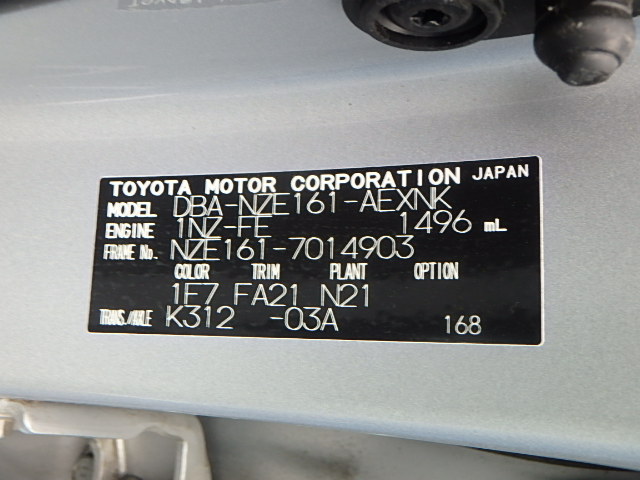 TOYOTA MOTOR CORPORATION JAPAN
MODEL DBA-NZE161-AEXNK
ENGINE 1NZ-FE 1496 mL
FRAME No. NZE161-7014903
COLOR TRIM PLANT OPTION
1F7 FA21 N21
TRANS./AXLE K312 -03A 168